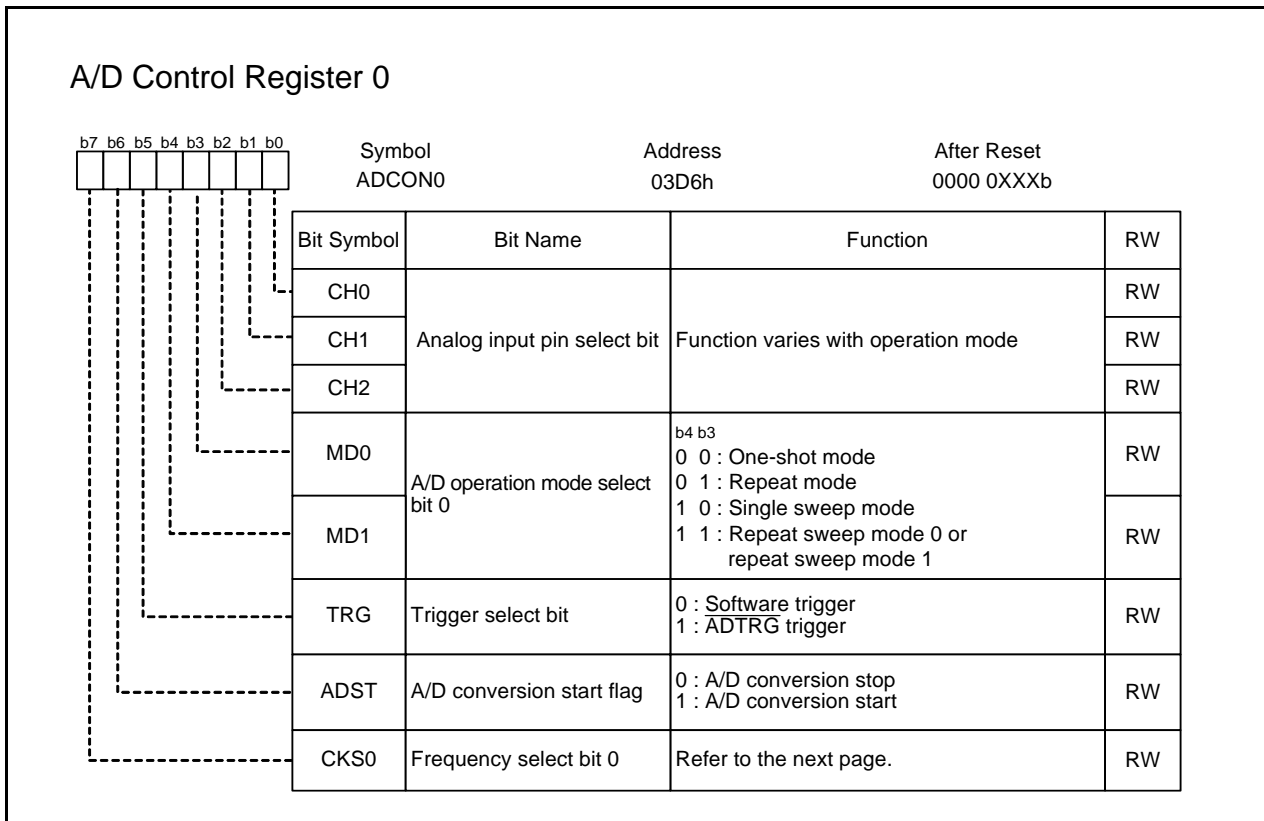 A/D Control Register 0
b7 b6 b5 b4 b3 b2 b1 b0
Symbol Address After Reset
ADCON0 03D6h 0000 0XXXb
Bit Symbol Bit Name Function RW
CH0 RW
CH1 Analog input pin select bit Function varies with operation mode RW
CH2 RW
MD0 RW
A/D operation mode select
bit 0
b4 b3
0 0 : One-shot mode
0 1 : Repeat mode
1 0 : Single sweep mode
1 1 : Repeat sweep mode 0 or
repeat sweep mode 1
MD1 RW
TRG Trigger select bit 0 : Software trigger
1 : ADTRG trigger RW
ADST A/D conversion start flag 0 : A/D conversion stop
1 : A/D conversion start RW
CKS0 Frequency select bit 0 Refer to the next page. RW